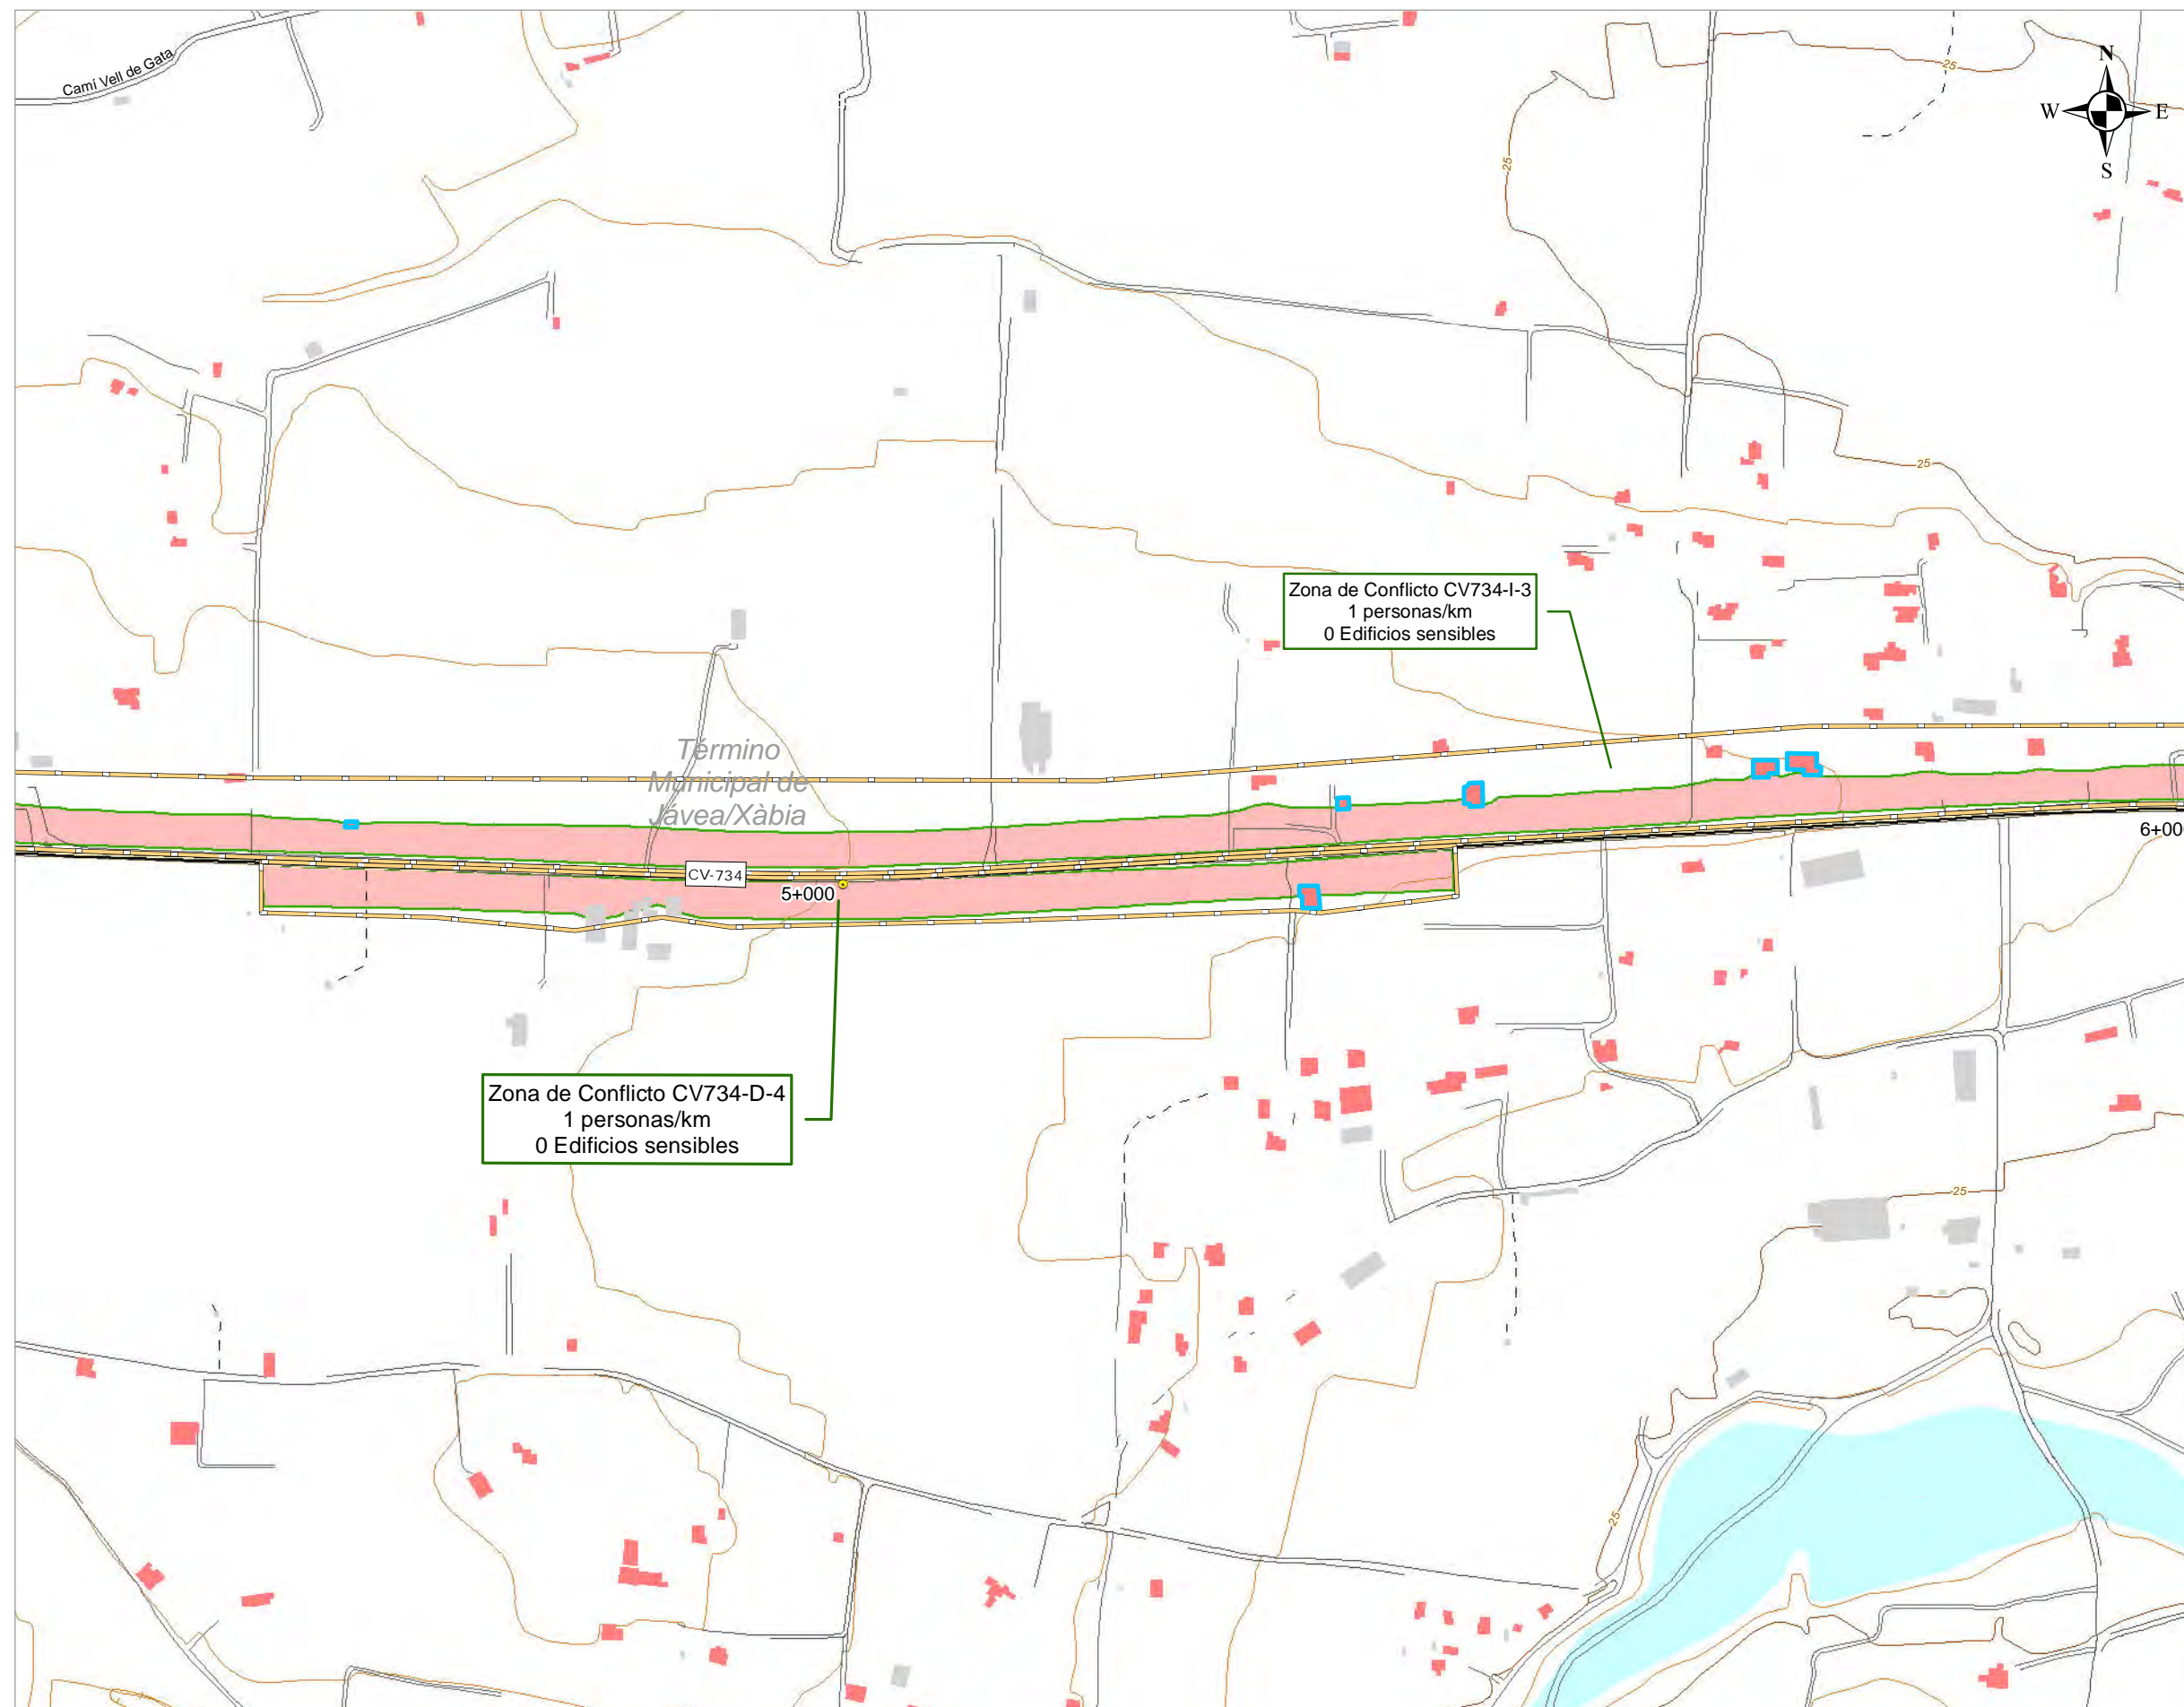 Camí Vell de Gata
N
W E
S
25
25
25
Zona de Conflicto CV734-I-3
1 personas/km
0 Edificios sensibles
Término
Municipal de
Jávea/Xàbia
6+00
CV-734
5+000
Zona de Conflicto CV734-D-4
1 personas/km
0 Edificios sensibles
25
25